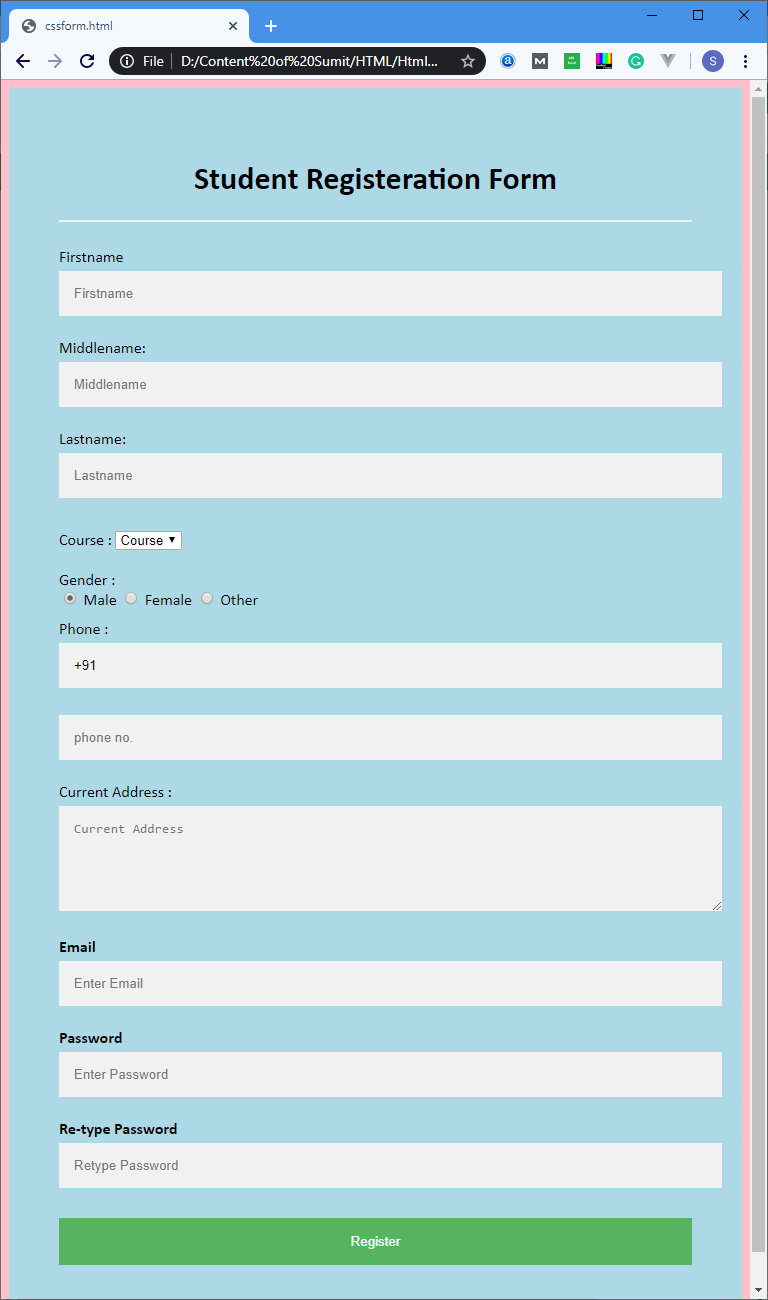 cssform.html
File D:/Content%20of%20Sumit/HTML/Html... S
Student Registeration Form
Firstname
Firstname
Middlename:
Middlename
Lastname:
Lastname
Course : Course
Gender :
Male Female Other
Phone :
+91
phone no.
Current Address :
Current Address
Email
Enter Email
Password
Enter Password
Re-type Password
Retype Password
Register